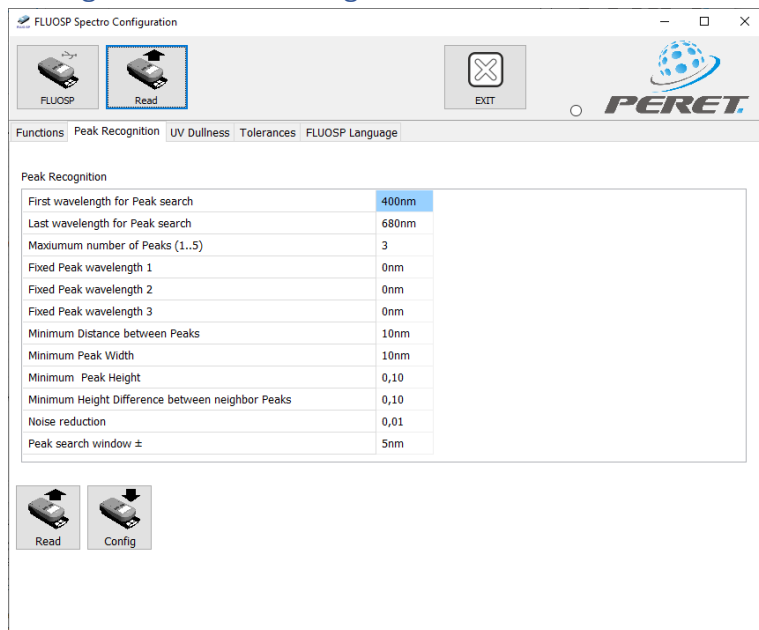 FLUOSP Spectro Configuration
FLUOSP
Read
EXIT
PERET.
Functions Peak Recognition UV Dullness Tolerances FLUOSP Language
Peak Recognition
First wavelength for Peak search 400nm
Last wavelength for Peak search 680nm
Maxiumum number of Peaks (1..5) 3
Fixed Peak wavelength 1 0nm
Fixed Peak wavelength 2 0nm
Fixed Peak wavelength 3 0nm
Minimum Distance between Peaks 10nm
Minimum Peak Width 10nm
Minimum Peak Height 0,10
Minimum Height Difference between neighbor Peaks 0,10
Noise reduction 0,01
Peak search window ± 5nm
Read
Config